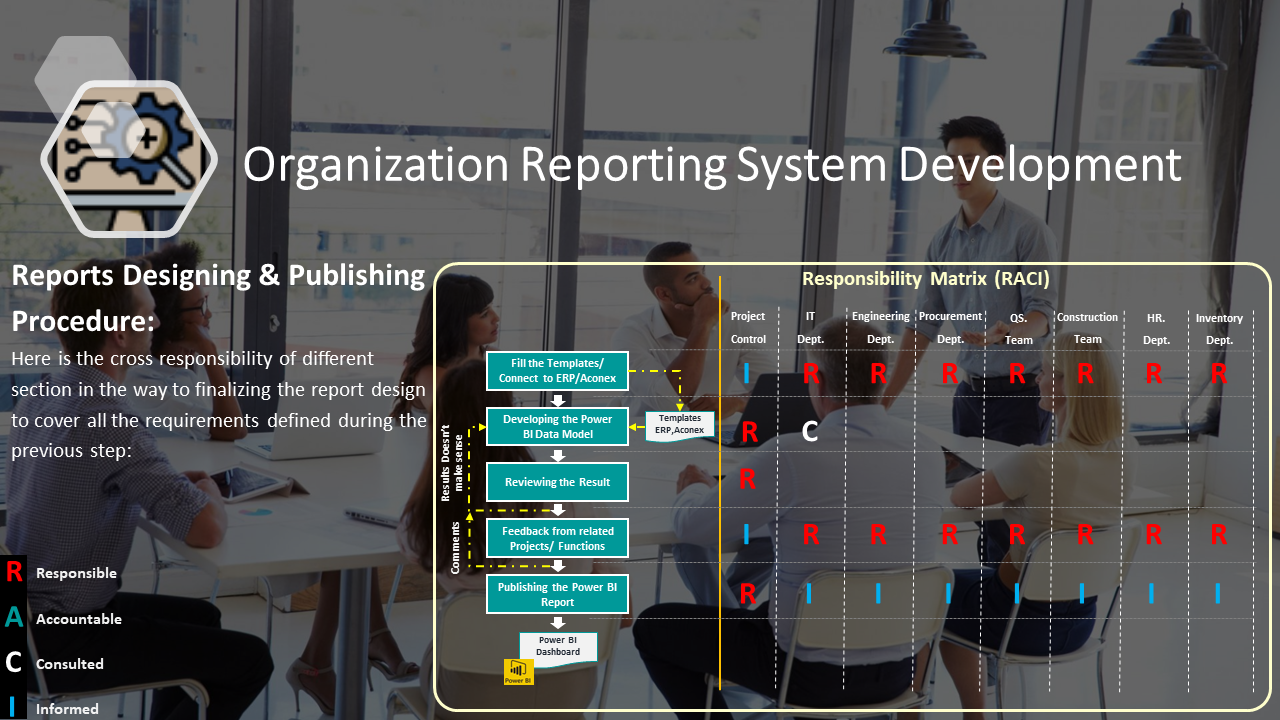 Organization Reporting System Development
Reports Designing & Publishing
Procedure:
Here is the cross responsibility of different
section in the way to finalizing the report design
to cover all the requirements defined during the
previous step:
R Responsible
A Accountable
C Consulted
I Informed
Responsibility Matrix (RACI)
Project
Control
IT
Dept.
Engineering
Dept.
Procurement
Dept.
QS.
Team
Construction
Team
HR.
Dept.
Inventory
Dept.
Fill the Templates/
Connect to ERP/Aconex
I R R R R R R R
Templates
ERP,Aconex
Developing the Power
BI Data Model
R C
Results Doesn't
make sense
Reviewing the Result
R
Comments
Feedback from related
Projects/ Functions
I R R R R R R R
Publishing the Power BI
Report
R I I I I I I I
Power BI
Dashboard
Power BI